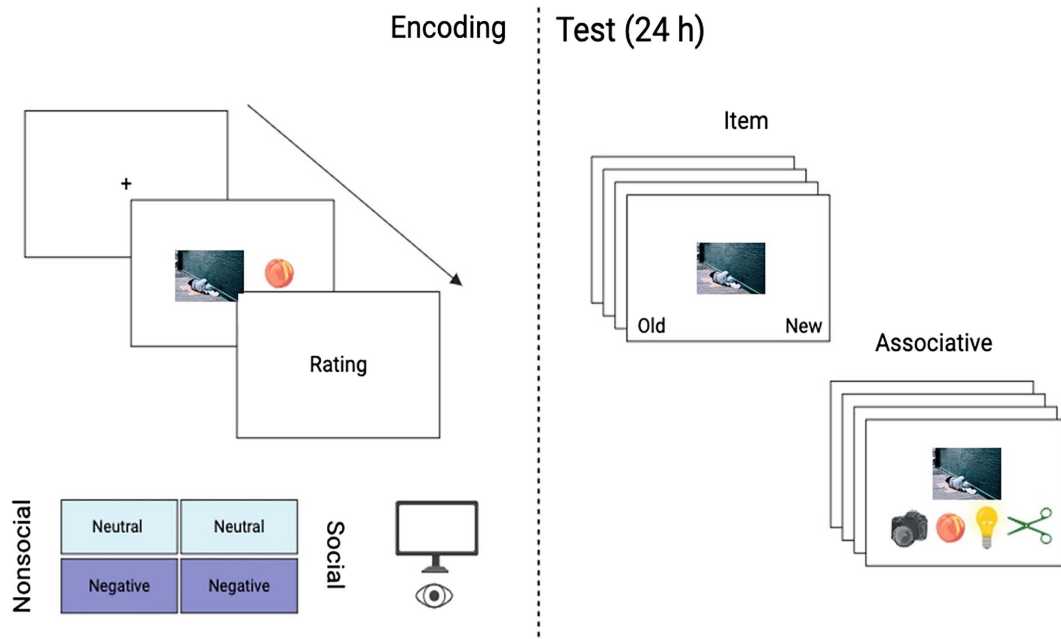 Encoding
Test (24 h)
+
Rating
Nonsocial
Neutral
Neutral
Negative
Negative
Social
Item
Old
New
Associative